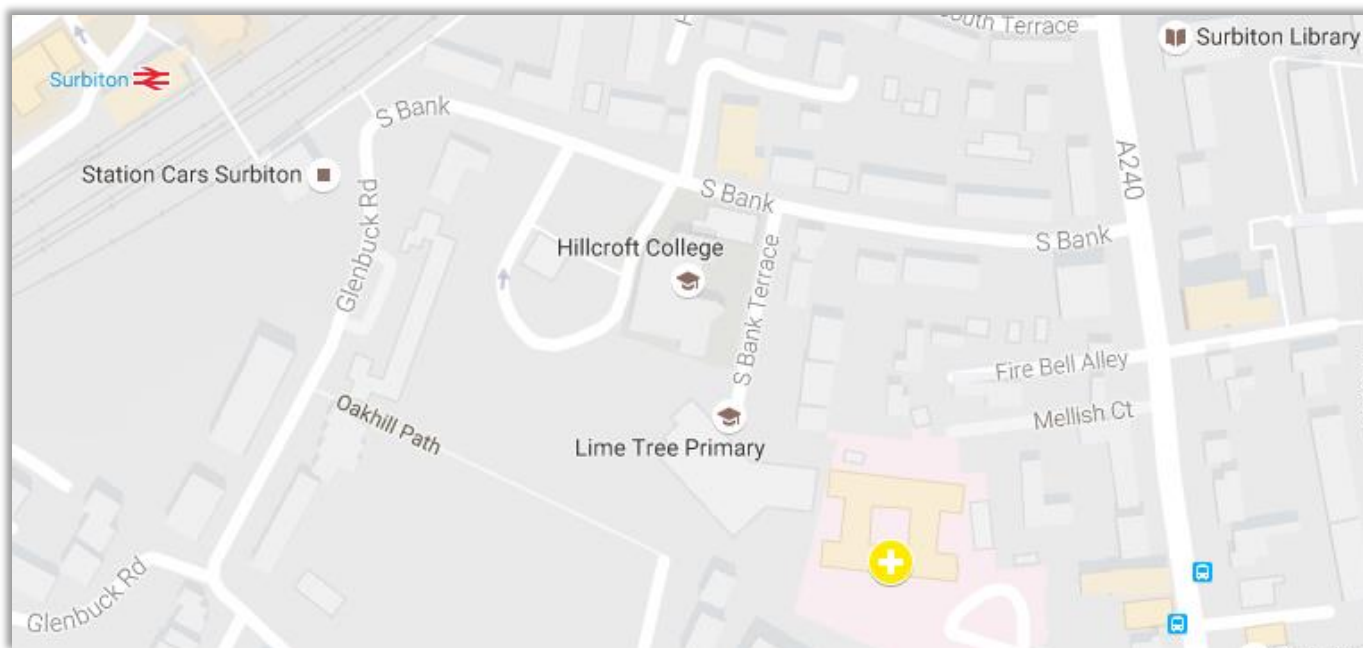 Terrace
Surbiton Library
Surbiton
S Bank
A240
Station Cars Surbiton
S Bank
Glenbuck Rd
Hillcroft College
S Bank
S Bank Terrace
Fire Bell Alley
Oakhill Path
Mellish Ct
Lime Tree Primary
Glenbuck Rd